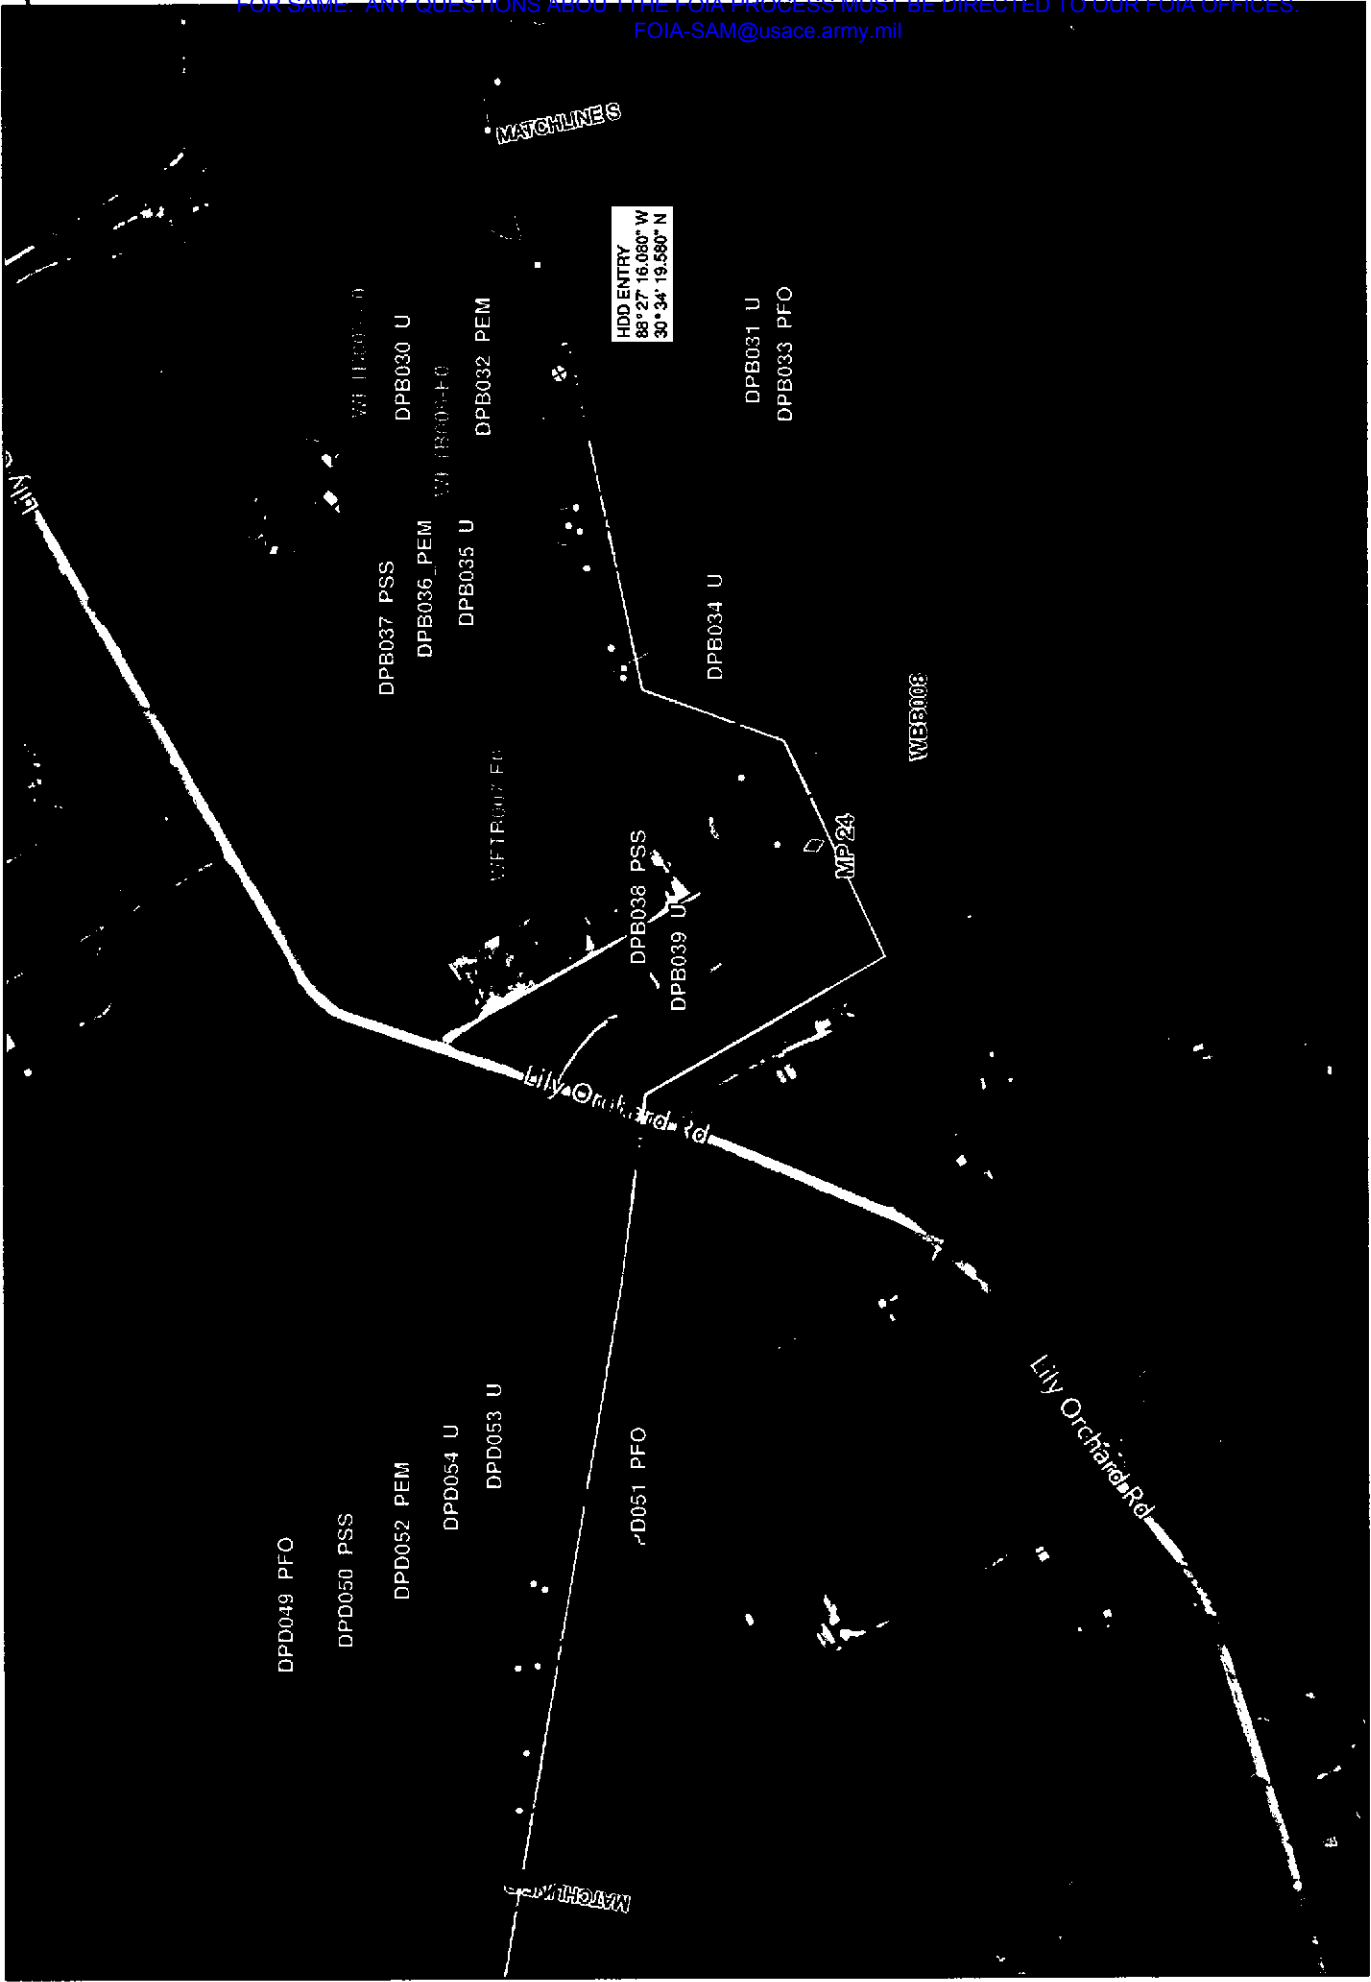 FOR SAME. ANY QUESTIONS ABOUT THE FOIA PROCESS MUST BE DIRECTED TO OUR FOIA OFFICES.
FOIA-SAM@usace.army.mil
MATCHLINE S
HDD ENTRY
88° 27' 16.080" W
30° 34' 19.580" N
DPB030 U
DPB032 PEM
DPB031 U
DPB033 PFO
DPB037 PSS
DPB036_PEM
DPB035 U
DPB034 U
WBB008
MP 24
DPB038 PSS
DPB039 U
Lily
Lily Orchard Rd
Lily Orchard Rd
DPD049 PFO
DPD050 PSS
DPD052 PEM
DPD054 U
DPD053 U
D051 PFO
MATCHLINE